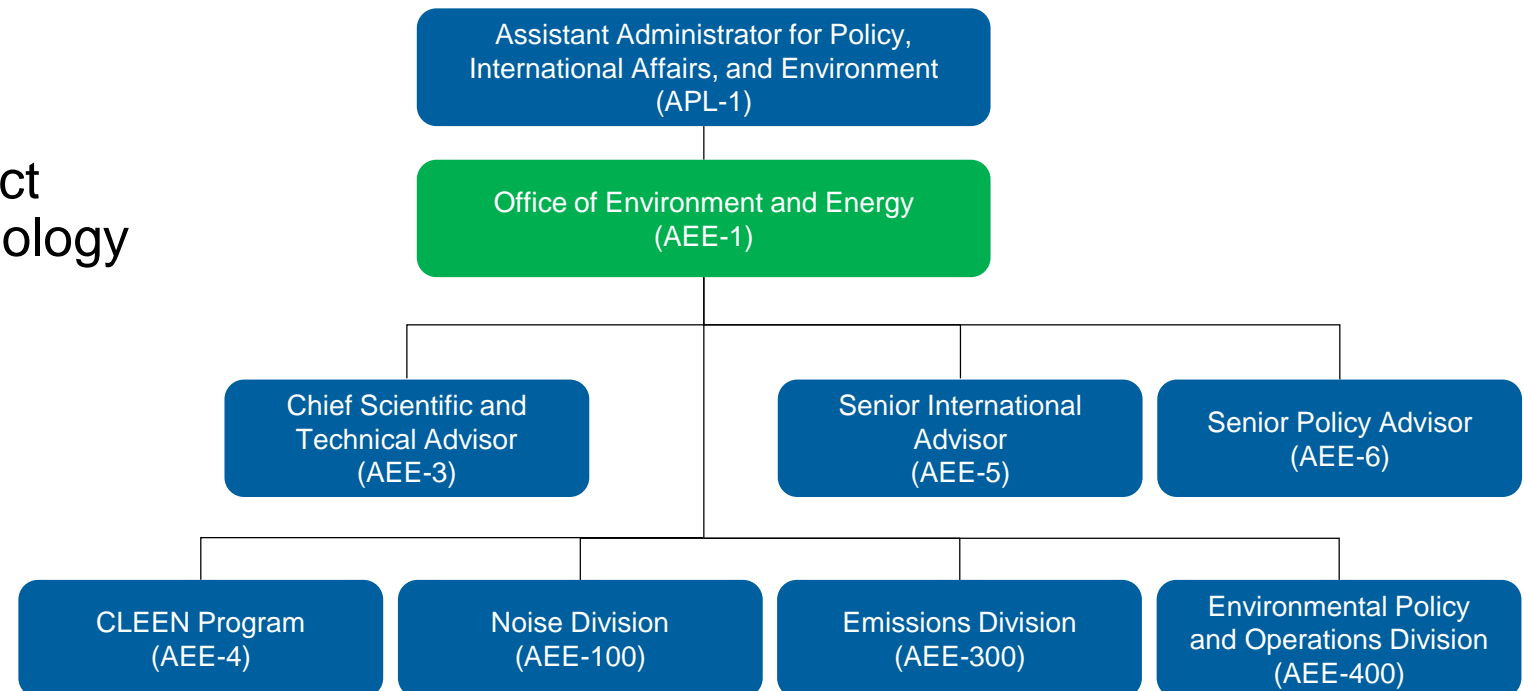 Assistant Administrator for Policy,
International Affairs, and Environment
(APL-1)
Office of Environment and Energy
(AEE-1)
Chief Scientific and
Technical Advisor
(AEE-3)
Senior International
Advisor
(AEE-5)
Senior Policy Advisor
(AEE-6)
CLEEN Program
(AEE-4)
Noise Division
(AEE-100)
Emissions Division
(AEE-300)
Environmental Policy
and Operations Division
(AEE-400)